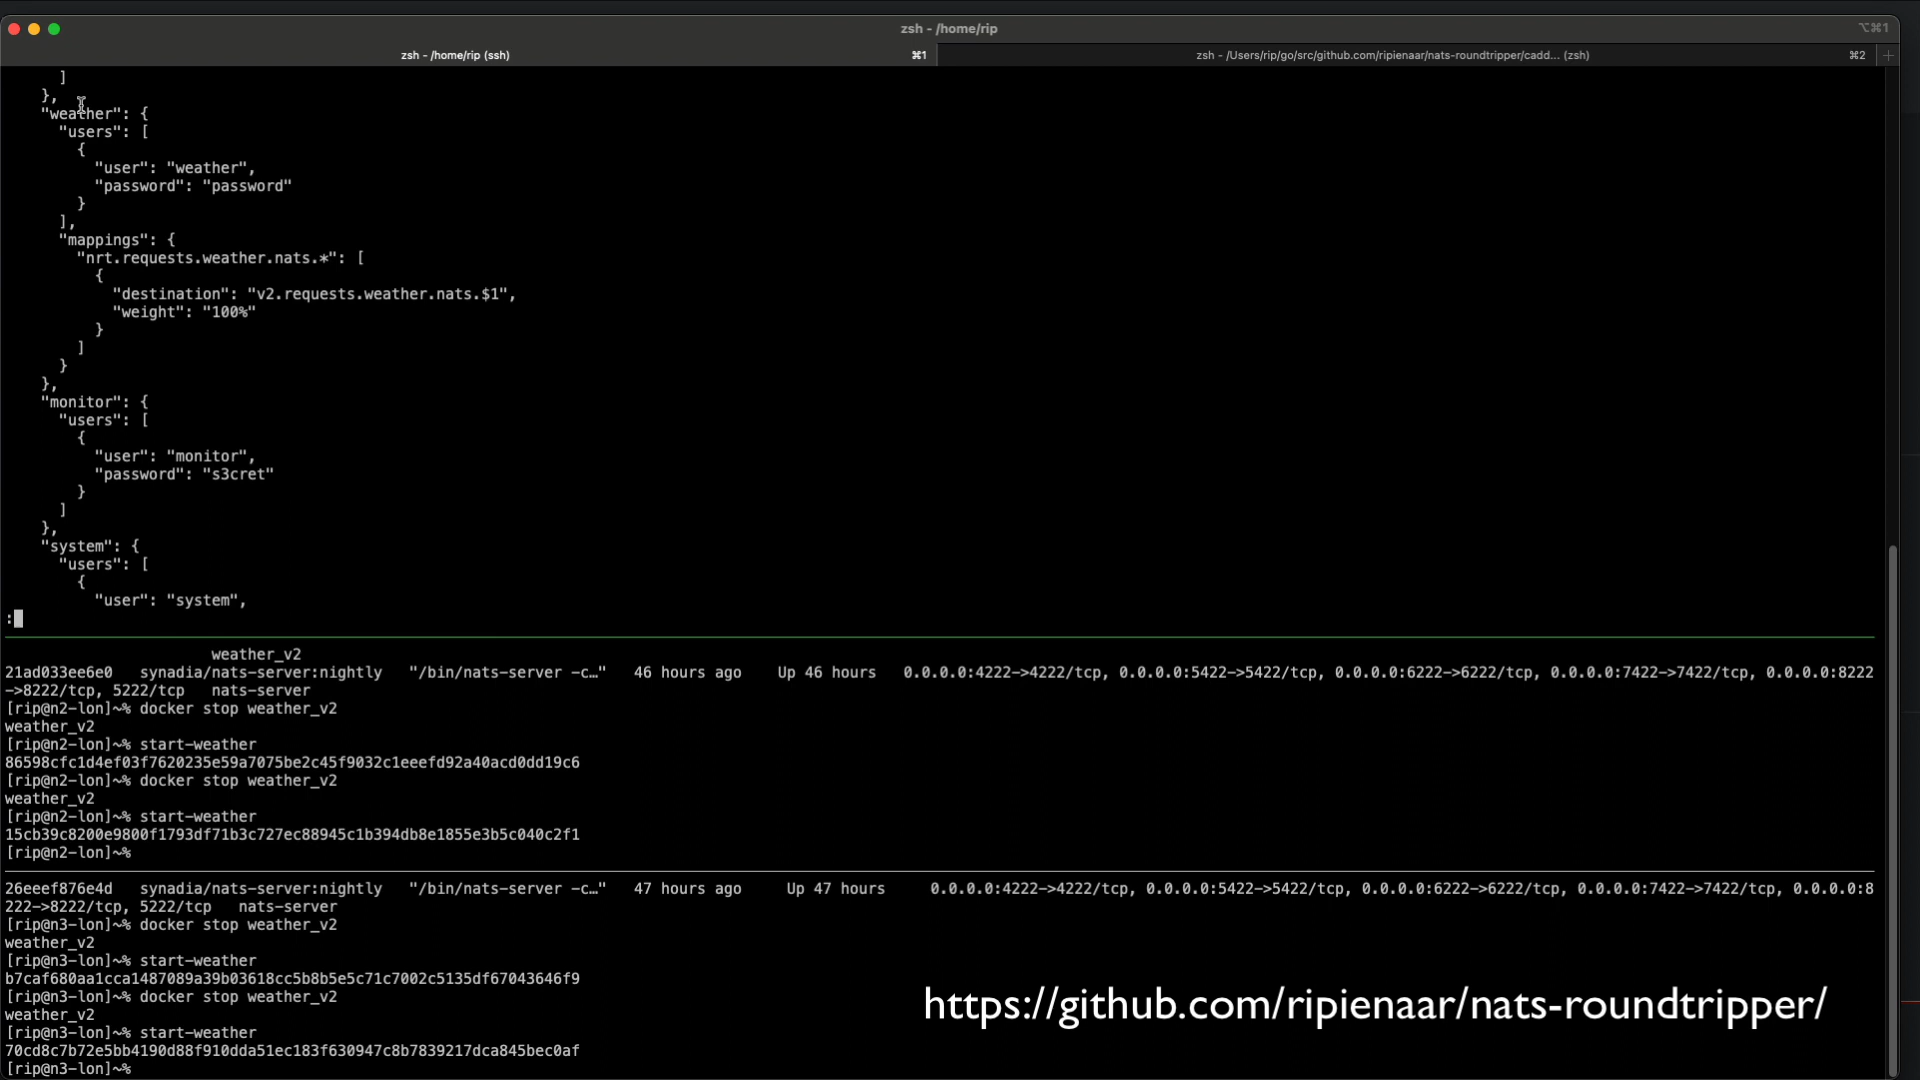 zsh - /home/rip
⌥⌘1
zsh - /home/rip (ssh)
⌘1
zsh - /Users/rip/go/src/github.com/ripienaar/nats-roundtripper/cadd... (zsh)
⌘2
+
]
},
"weather": {
"users": [
{
"user": "weather",
"password": "password"
}
],
"mappings": {
"nrt.requests.weather.nats.*": [
{
"destination": "v2.requests.weather.nats.$1",
"weight": "100%"
}
]
}
},
"monitor": {
"users": [
{
"user": "monitor",
"password": "s3cret"
}
]
},
"system": {
"users": [
{
"user": "system",
:
weather_v2
21ad033ee6e0   synadia/nats-server:nightly   "/bin/nats-server -c…"   46 hours ago    Up 46 hours   0.0.0.0:4222->4222/tcp, 0.0.0.0:5422->5422/tcp, 0.0.0.0:6222->6222/tcp, 0.0.0.0:7422->7422/tcp, 0.0.0.0:8222
->8222/tcp, 5222/tcp   nats-server
[rip@n2-lon]~% docker stop weather_v2
weather_v2
[rip@n2-lon]~% start-weather
86598cfc1d4ef03f7620235e59a7075be2c45f9032c1eeefd92a40acd0dd19c6
[rip@n2-lon]~% docker stop weather_v2
weather_v2
[rip@n2-lon]~% start-weather
15cb39c8200e9800f1793df71b3c727ec88945c1b394db8e1855e3b5c040c2f1
[rip@n2-lon]~%
26eeef876e4d   synadia/nats-server:nightly   "/bin/nats-server -c…"   47 hours ago     Up 47 hours     0.0.0.0:4222->4222/tcp, 0.0.0.0:5422->5422/tcp, 0.0.0.0:6222->6222/tcp, 0.0.0.0:7422->7422/tcp, 0.0.0.0:8
222->8222/tcp, 5222/tcp   nats-server
[rip@n3-lon]~% docker stop weather_v2
weather_v2
[rip@n3-lon]~% start-weather
b7caf680aa1cca1487089a39b03618cc5b8b5e5c71c7002c5135df67043646f9
[rip@n3-lon]~% docker stop weather_v2
weather_v2
[rip@n3-lon]~% start-weather
70cd8c7b72e5bb4190d88f910dda51ec183f630947c8b7839217dca845bec0af
[rip@n3-lon]~%
https://github.com/ripienaar/nats-roundtripper/